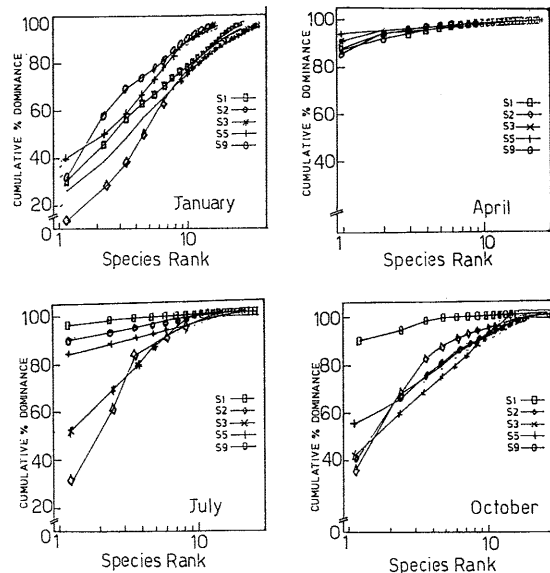 CUMULATIVE % DOMINANCE
100
80
60
40
20
0
S1
S2
S3
S5
S9
January
1
10
Species Rank
CUMULATIVE % DOMINANCE
100
80
60
40
20
0
S1
S2
S3
S5
S9
April
1
10
Species Rank
CUMULATIVE % DOMINANCE
100
80
60
40
20
0
S1
S2
S3
S5
S9
July
1
10
Species Rank
CUMULATIVE % DOMINANCE
100
80
60
40
0
S1
S2
S3
S5
S9
October
1
10
Species Rank